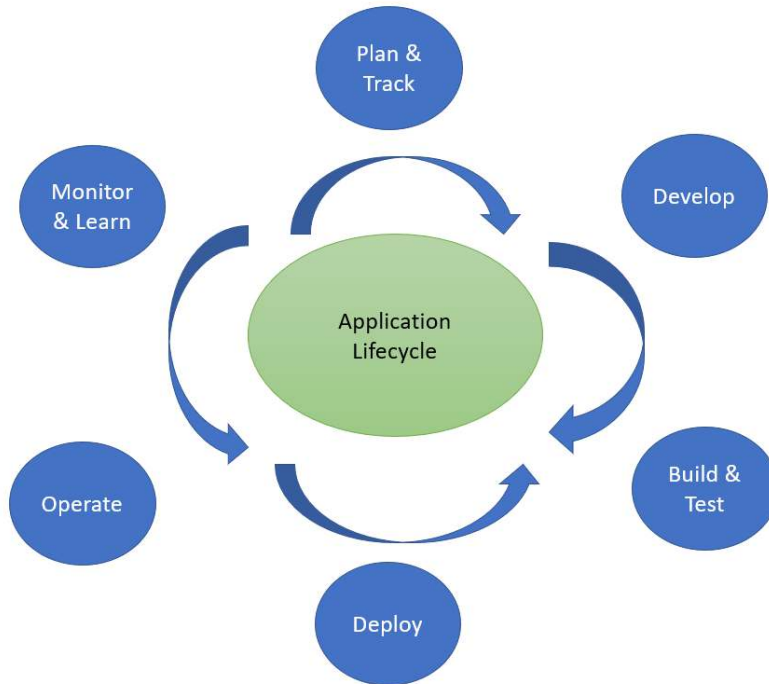 Plan &
Track
Develop
Build &
Test
Deploy
Operate
Monitor
& Learn
Application
Lifecycle